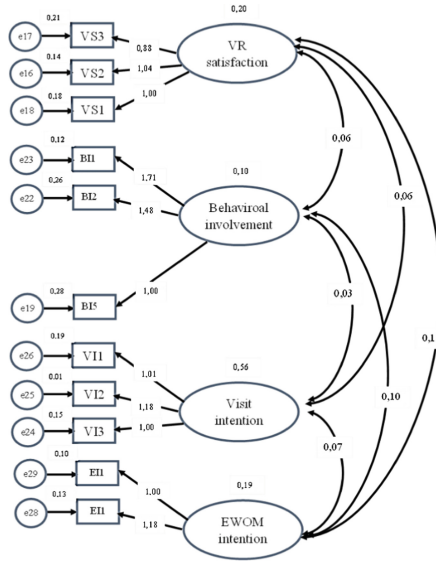 0,21
0,20
e17
VS3
0,88
VR
satisfaction
0,14
e16
VS2
1,04
0,18
e18
VS1
1,00
0,06
0,12
e23
BI1
1,71
0,10
0,26
e22
BI2
1,48
Behaviroal
involvement
0,06
0,28
e19
BI5
1,00
0,03
0,19
e26
VI1
1,01
0,56
0,01
e25
VI2
1,18
Visit
intention
0,15
e24
VI3
1,00
0,1
0,10
0,07
0,10
e29
EI1
1,00
0,19
0,13
e28
EI1
1,18
EWOM
intention